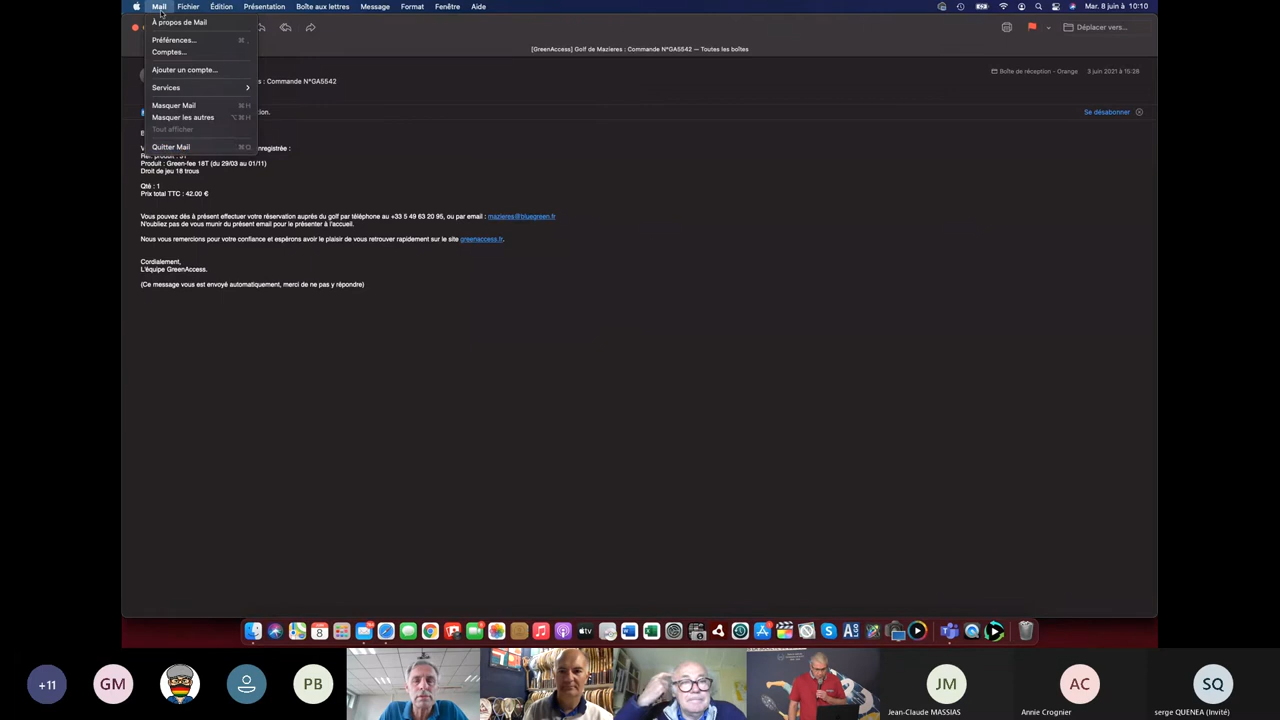 Mail Fichier Édition Présentation Boîte aux lettres Message Format Fenêtre Aide
Mar. 8 juin à 10:10
À propos de Mail
Préférences... ⌘ ,
Comptes...
Ajouter un compte...
Services
Masquer Mail ⌘H
Masquer les autres ⌥⌘H
Tout afficher
Quitter Mail ⌘Q
Déplacer vers...
[GreenAccess] Golf de Mazieres : Commande N°GA5542 — Toutes les boîtes
: Commande N°GA5542
Boîte de réception - Orange 3 juin 2021 à 15:28
Se désabonner
enregistrée :
Produit : Green-fee 18T (du 29/03 au 01/11)
Droit de jeu 18 trous
Qté : 1
Prix total TTC : 42.00 €
Vous pouvez dès à présent effectuer votre réservation auprès du golf par téléphone au +33 5 49 63 20 95, ou par email : mazieres@bluegreen.fr
N'oubliez pas de vous munir du présent email pour le présenter à l'accueil.
Nous vous remercions pour votre confiance et espérons avoir le plaisir de vous retrouver rapidement sur le site greenaccess.fr.
Cordialement,
L'équipe GreenAccess.
(Ce message vous est envoyé automatiquement, merci de ne pas y répondre)
+11
GM
PB
JM
Jean-Claude MASSIAS
AC
Annie Crognier
SQ
serge QUENEA (Invité)